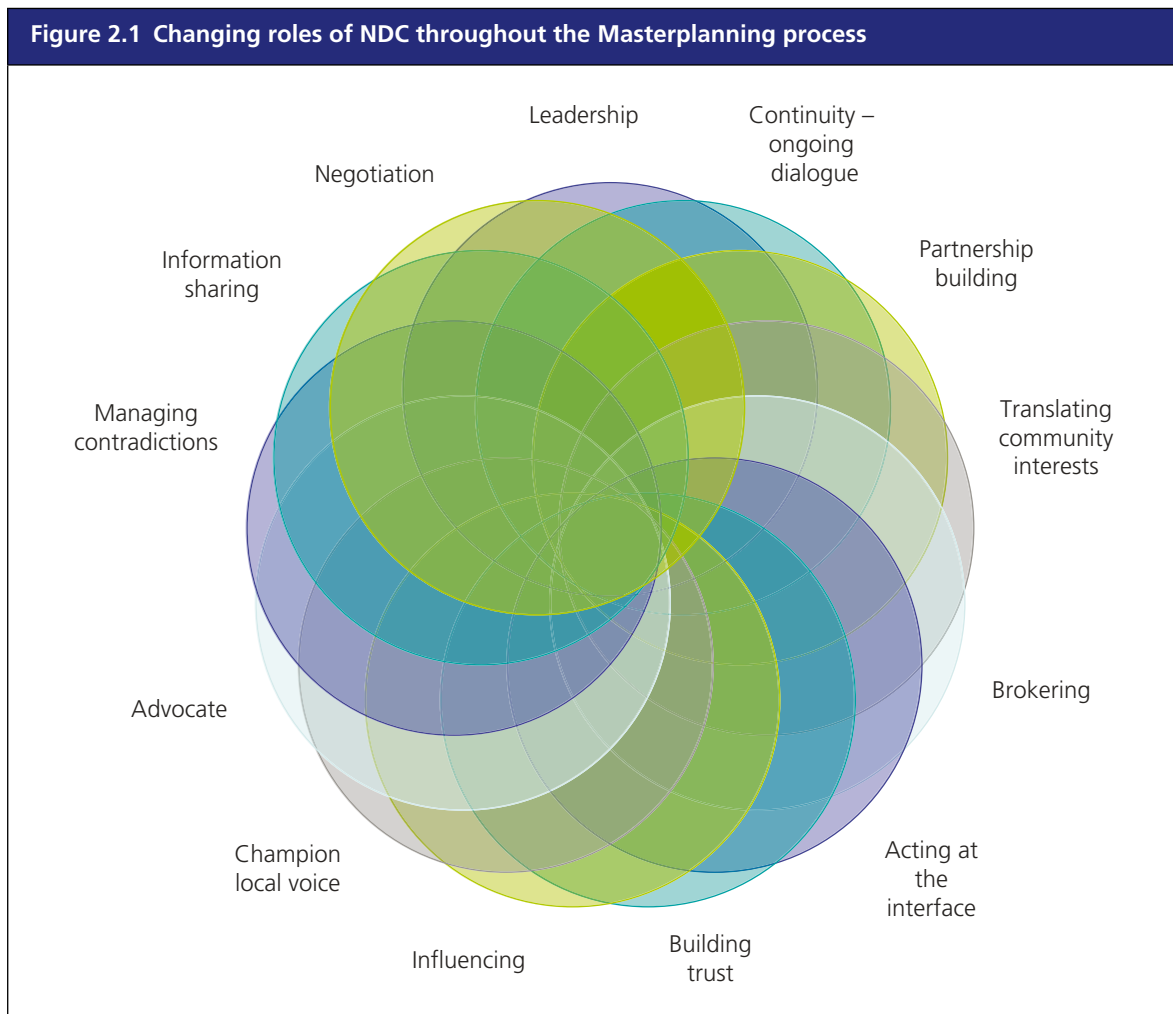 Figure 2.1 Changing roles of NDC throughout the Masterplanning process
Leadership
Continuity –
ongoing
dialogue
Partnership
building
Translating
community
interests
Brokering
Acting at
the
interface
Building
trust
Influencing
Champion
local voice
Advocate
Managing
contradictions
Information
sharing
Negotiation